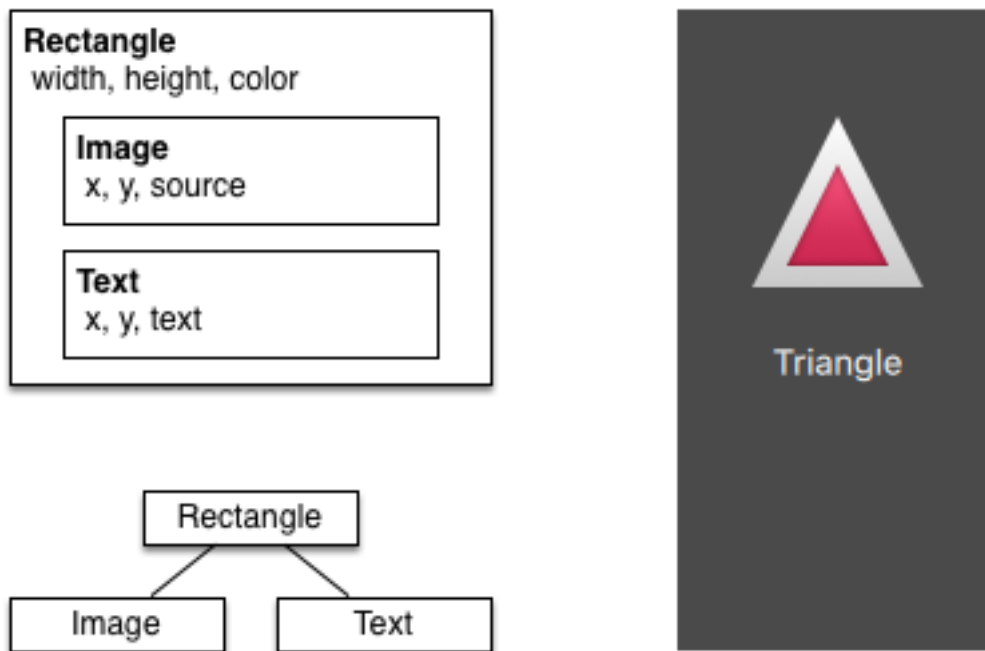 Rectangle
width, height, color
Image
x, y, source
Text
x, y, text
Triangle
Rectangle
Image
Text